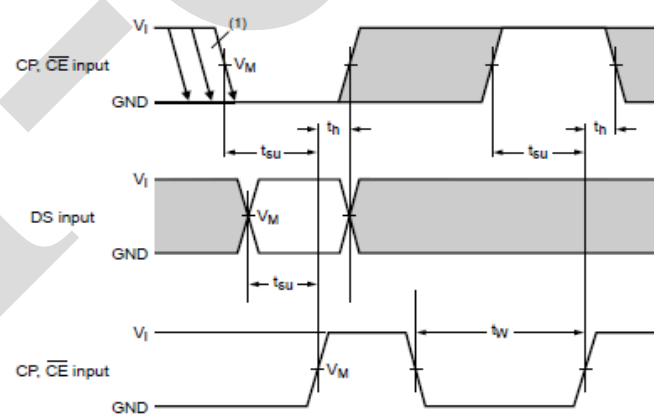 V_I
(1)
CP, C̅E̅ input
V_M
GND
t_h
t_h
t_su
t_su
V_I
DS input
V_M
GND
t_su
V_I
t_W
CP, C̅E̅ input
V_M
GND